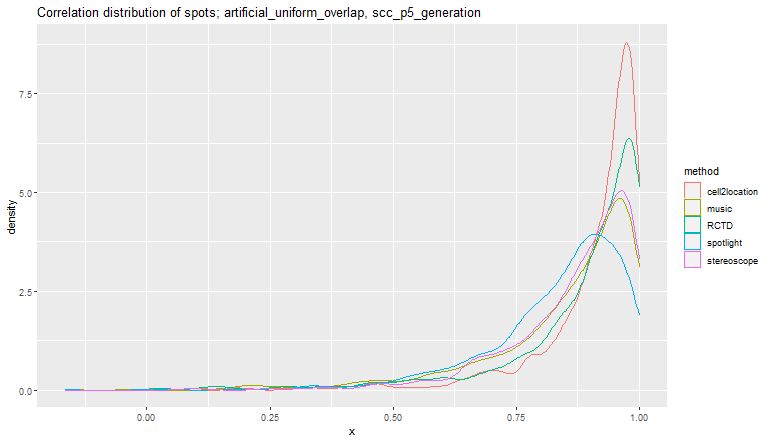 Correlation distribution of spots; artificial_uniform_overlap, scc_p5_generation
7.5
5.0
2.5
0.0
density
0.00 0.25 0.50 0.75 1.00
x
method
cell2location
music
RCTD
spotlight
stereoscope